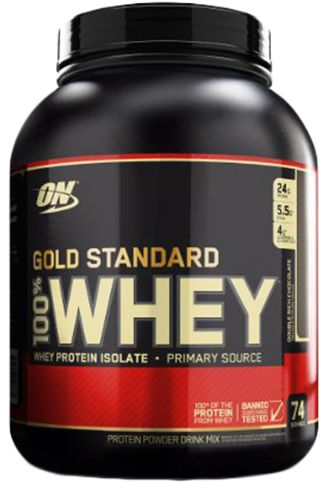 ON
24g
5.5g
4g
DOUBLE RICH CHOCOLATE
GOLD STANDARD
100% WHEY
WHEY PROTEIN ISOLATE • PRIMARY SOURCE
100% OF THE
PROTEIN
FROM WHEY
BANNED
SUBSTANCE
TESTED
74
SERVINGS
PROTEIN POWDER DRINK MIX